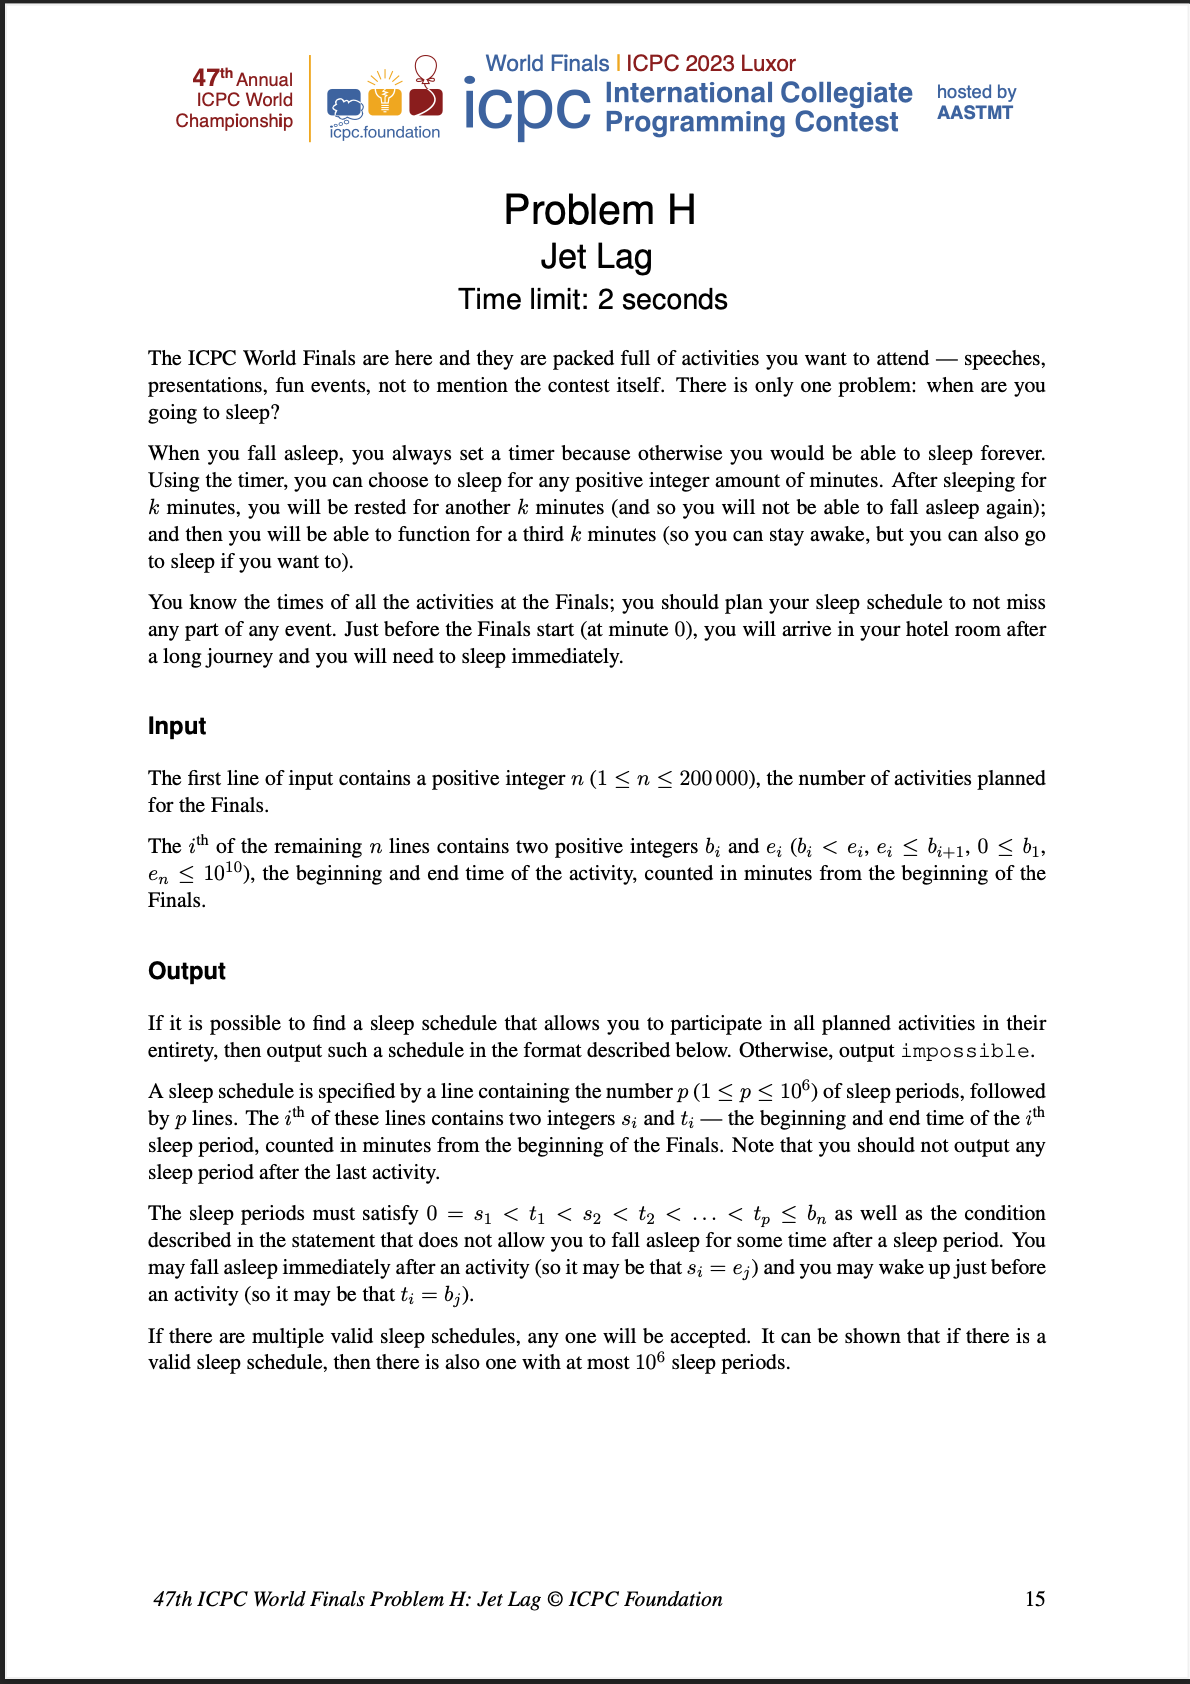 47th Annual
ICPC World
Championship
icpc.foundation
World Finals | ICPC 2023 Luxor
icpc International Collegiate
Programming Contest
hosted by
AASTMT
Problem H
Jet Lag
Time limit: 2 seconds
The ICPC World Finals are here and they are packed full of activities you want to attend — speeches,
presentations, fun events, not to mention the contest itself. There is only one problem: when are you
going to sleep?
When you fall asleep, you always set a timer because otherwise you would be able to sleep forever.
Using the timer, you can choose to sleep for any positive integer amount of minutes. After sleeping for
k minutes, you will be rested for another k minutes (and so you will not be able to fall asleep again);
and then you will be able to function for a third k minutes (so you can stay awake, but you can also go
to sleep if you want to).
You know the times of all the activities at the Finals; you should plan your sleep schedule to not miss
any part of any event. Just before the Finals start (at minute 0), you will arrive in your hotel room after
a long journey and you will need to sleep immediately.
Input
The first line of input contains a positive integer n (1 ≤ n ≤ 200 000), the number of activities planned
for the Finals.
The i^th of the remaining n lines contains two positive integers b_i and e_i (b_i < e_i, e_i ≤ b_{i+1}, 0 ≤ b_1,
e_n ≤ 10^10), the beginning and end time of the activity, counted in minutes from the beginning of the
Finals.
Output
If it is possible to find a sleep schedule that allows you to participate in all planned activities in their
entirety, then output such a schedule in the format described below. Otherwise, output impossible.
A sleep schedule is specified by a line containing the number p (1 ≤ p ≤ 10^6) of sleep periods, followed
by p lines. The i^th of these lines contains two integers s_i and t_i — the beginning and end time of the i^th
sleep period, counted in minutes from the beginning of the Finals. Note that you should not output any
sleep period after the last activity.
The sleep periods must satisfy 0 = s_1 < t_1 < s_2 < t_2 < ... < t_p ≤ b_n as well as the condition
described in the statement that does not allow you to fall asleep for some time after a sleep period. You
may fall asleep immediately after an activity (so it may be that s_i = e_j) and you may wake up just before
an activity (so it may be that t_i = b_j).
If there are multiple valid sleep schedules, any one will be accepted. It can be shown that if there is a
valid sleep schedule, then there is also one with at most 10^6 sleep periods.
47th ICPC World Finals Problem H: Jet Lag © ICPC Foundation
15